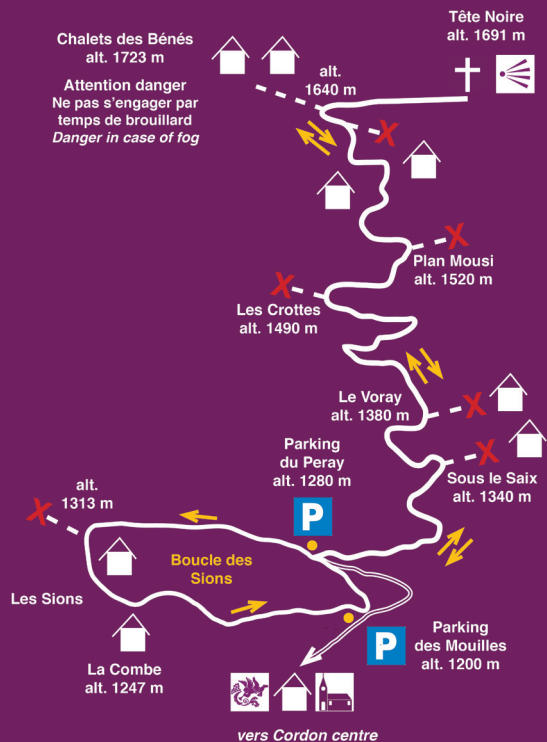 Tête Noire
alt. 1691 m
Chalets des Bénés
alt. 1723 m
alt.
1640 m
Attention danger
Ne pas s'engager par
temps de brouillard
Danger in case of fog
X
X
Plan Mousi
alt. 1520 m
X
Les Crottes
alt. 1490 m
Le Voray
alt. 1380 m
X
X
Sous le Saix
alt. 1340 m
Parking
du Peray
alt. 1280 m
P
alt.
1313 m
X
Boucle des
Sions
Les Sions
La Combe
alt. 1247 m
P
Parking
des Mouilles
alt. 1200 m
vers Cordon centre